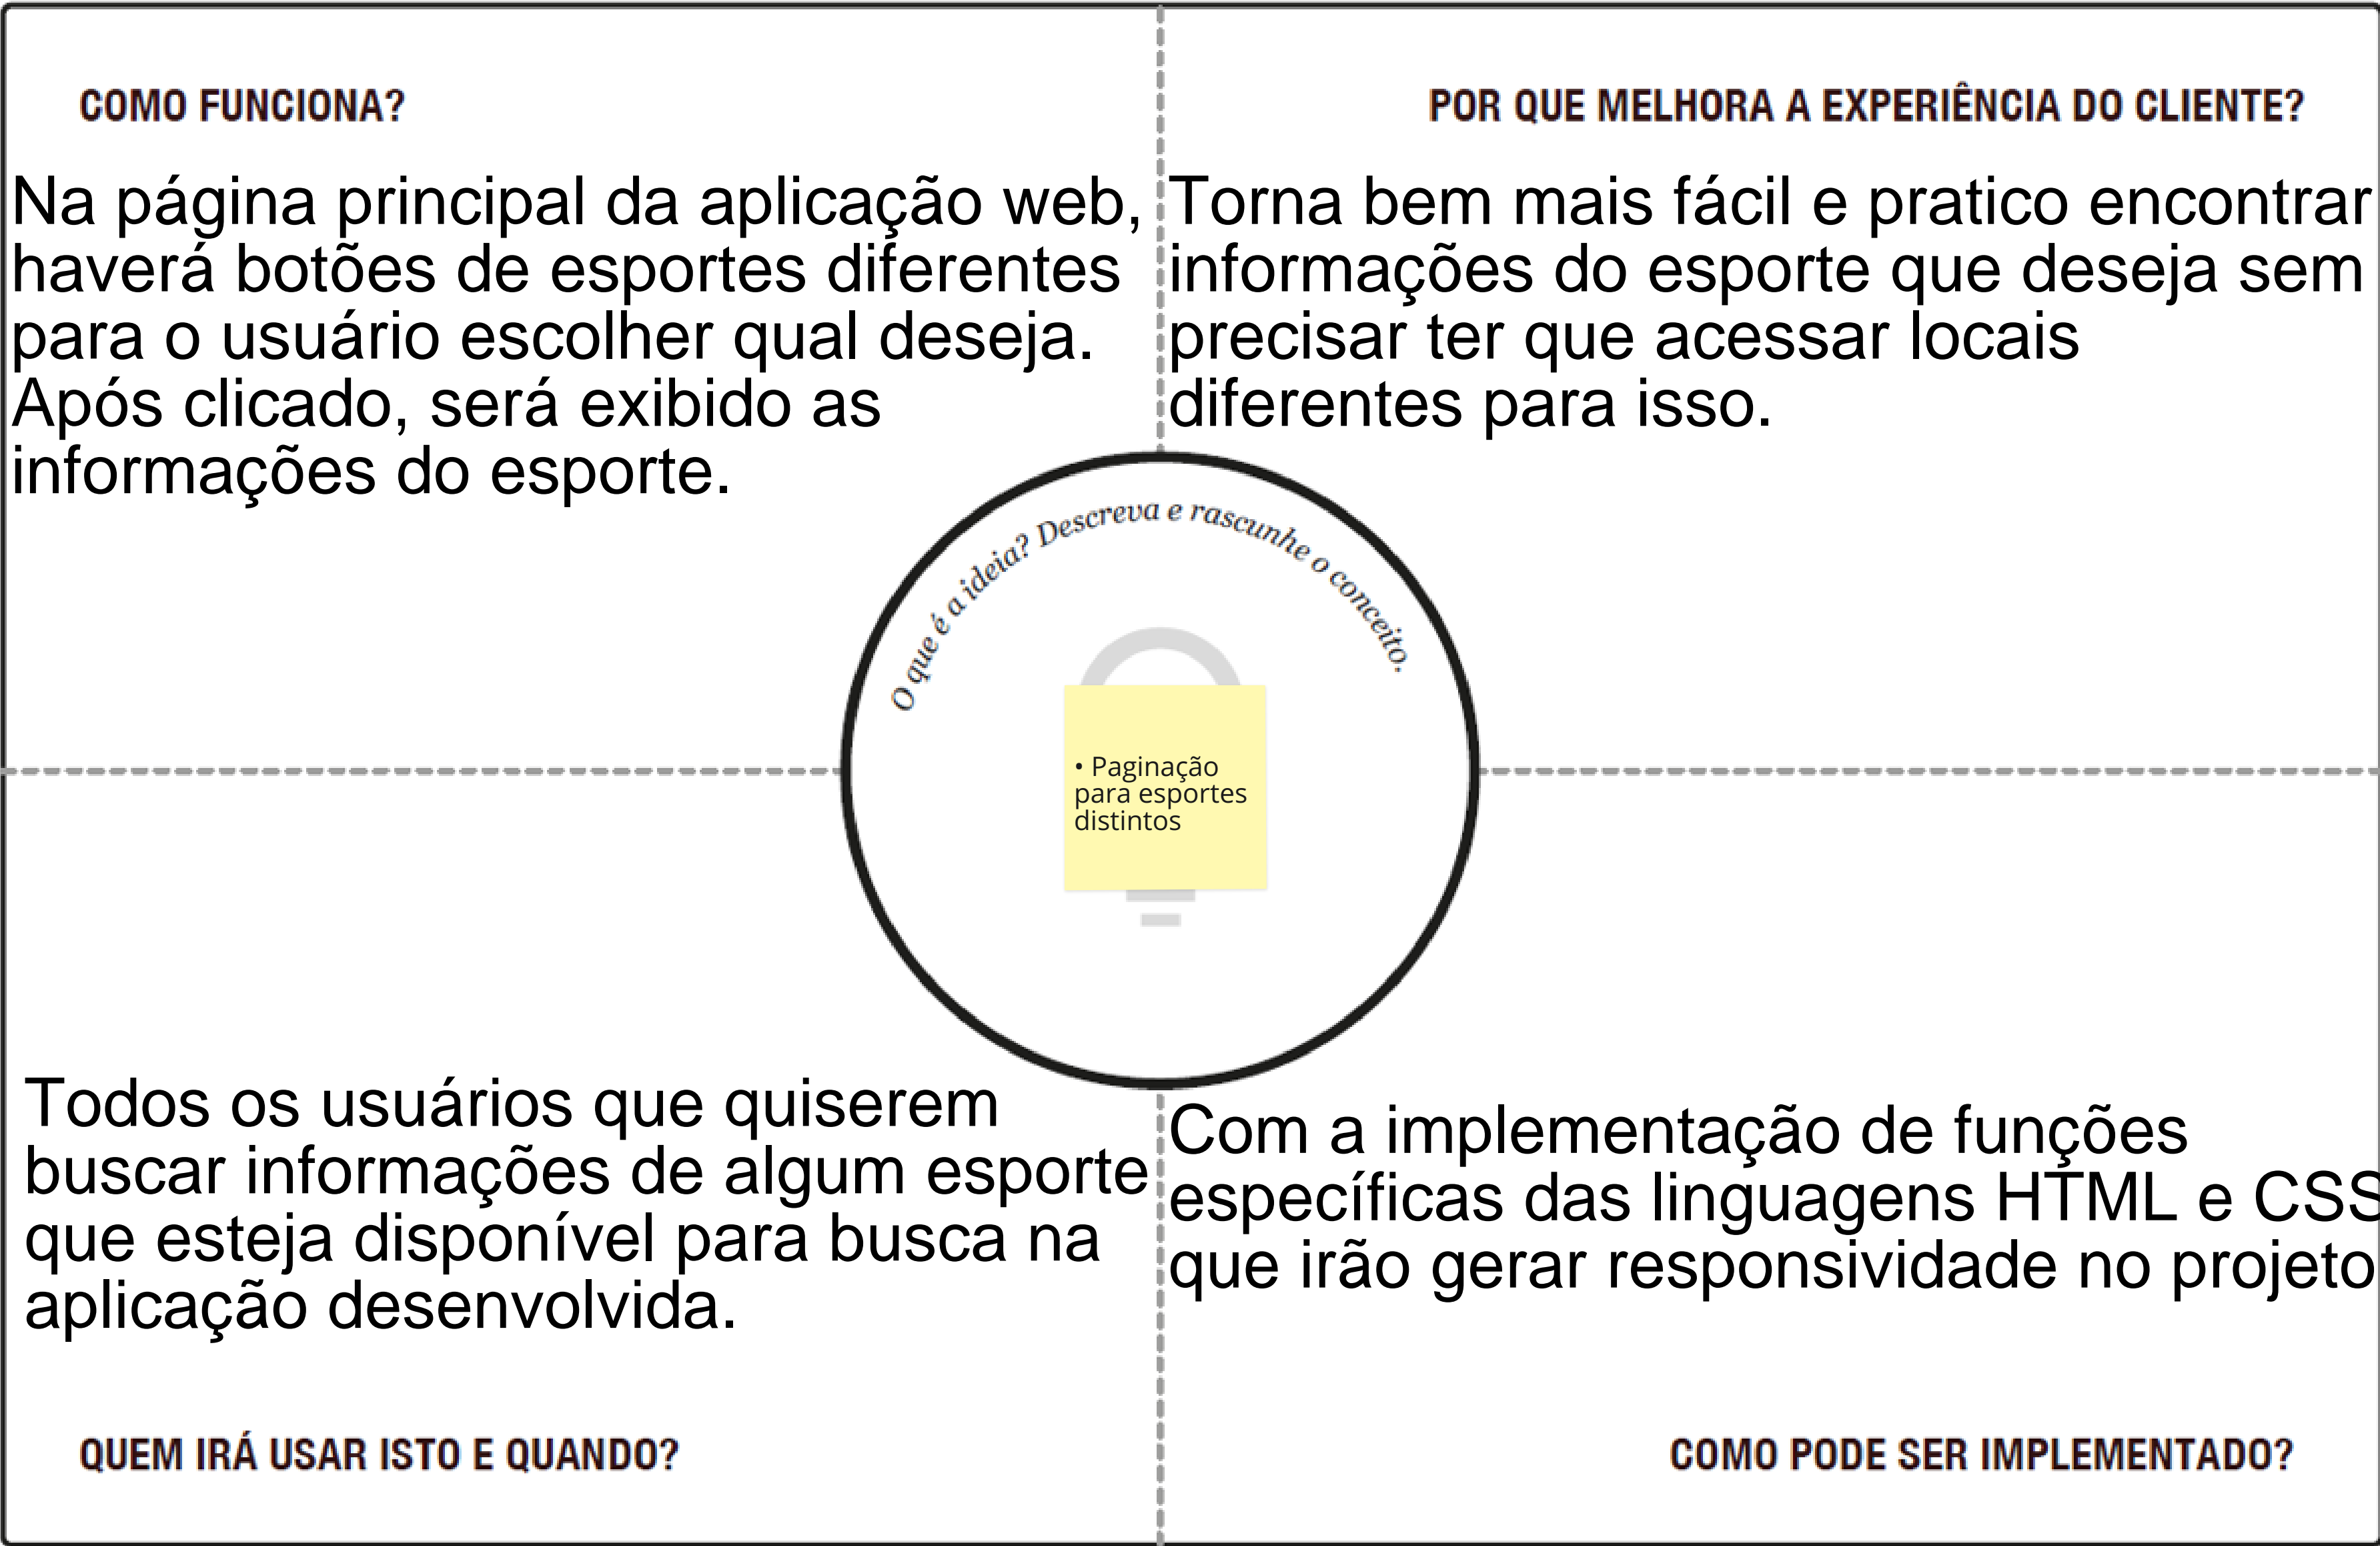 COMO FUNCIONA?
Na página principal da aplicação web,
haverá botões de esportes diferentes
para o usuário escolher qual deseja.
Após clicado, será exibido as
informações do esporte.
POR QUE MELHORA A EXPERIÊNCIA DO CLIENTE?
Torna bem mais fácil e pratico encontrar
informações do esporte que deseja sem
precisar ter que acessar locais
diferentes para isso.
O que é a ideia? Descreva e rascunhe o conceito.
• Paginação
para esportes
distintos
Todos os usuários que quiserem
buscar informações de algum esporte
que esteja disponível para busca na
aplicação desenvolvida.
QUEM IRÁ USAR ISTO E QUANDO?
Com a implementação de funções
específicas das linguagens HTML e CSS
que irão gerar responsividade no projeto
COMO PODE SER IMPLEMENTADO?